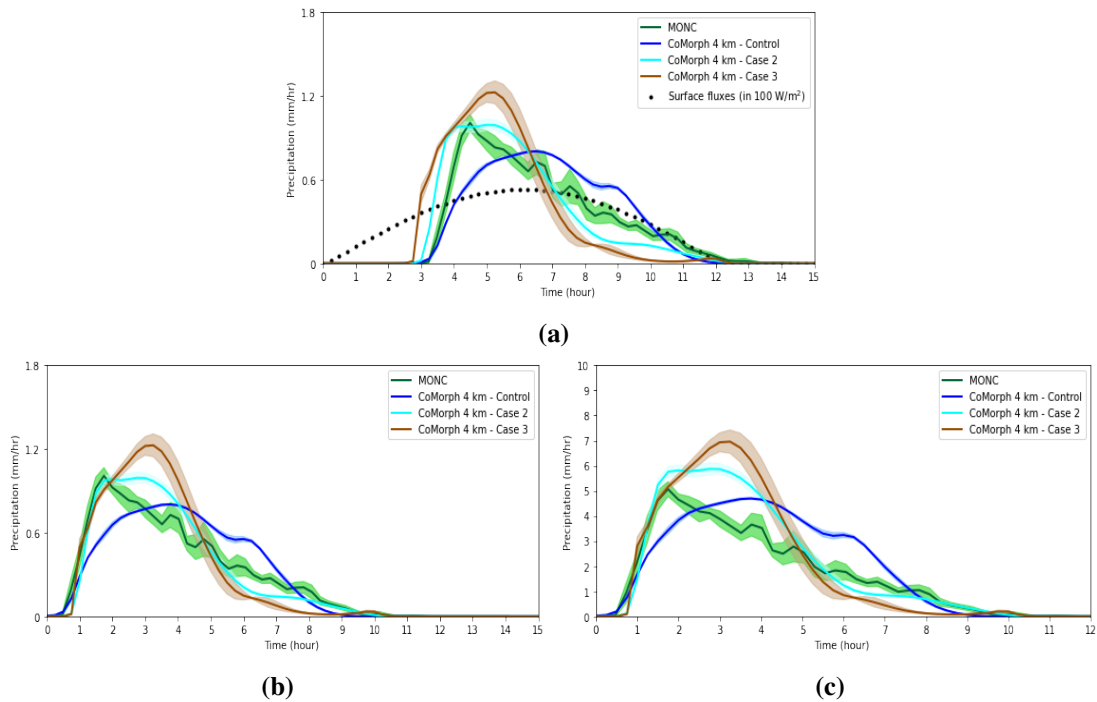 1.8
1.2
0.6
0
Precipitation (mm/hr)
MONC
CoMorph 4 km - Control
CoMorph 4 km - Case 2
CoMorph 4 km - Case 3
Surface fluxes (in 100 W/m²)
0 1 2 3 4 5 6 7 8 9 10 11 12 13 14 15
Time (hour)
(a)
1.8
1.2
0.6
0
Precipitation (mm/hr)
MONC
CoMorph 4 km - Control
CoMorph 4 km - Case 2
CoMorph 4 km - Case 3
0 1 2 3 4 5 6 7 8 9 10 11 12 13 14 15
Time (hour)
(b)
10
9
8
7
6
5
4
3
2
1
0
Precipitation (mm/hr)
MONC
CoMorph 4 km - Control
CoMorph 4 km - Case 2
CoMorph 4 km - Case 3
0 1 2 3 4 5 6 7 8 9 10 11 12
Time (hour)
(c)